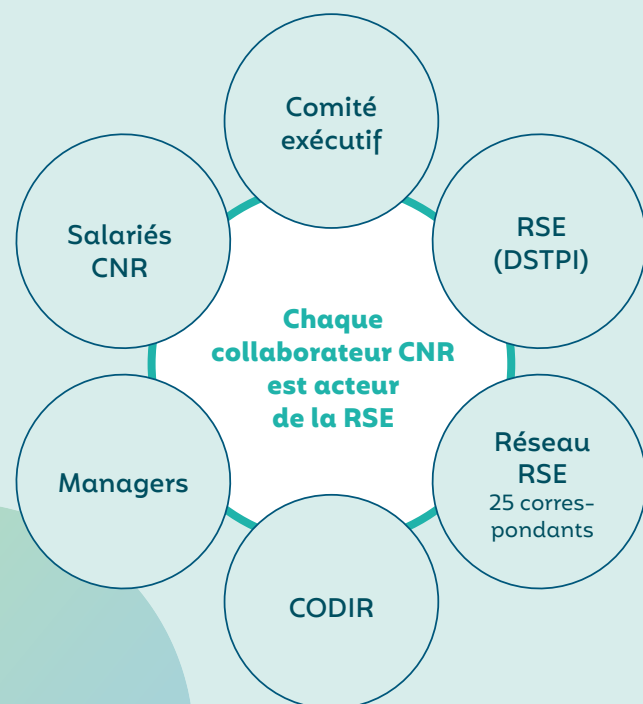 Comité
exécutif
Salariés
CNR
RSE
(DSTPI)
Chaque
collaborateur CNR
est acteur
de la RSE
Managers
Réseau
RSE
25 corres-
pondants
CODIR